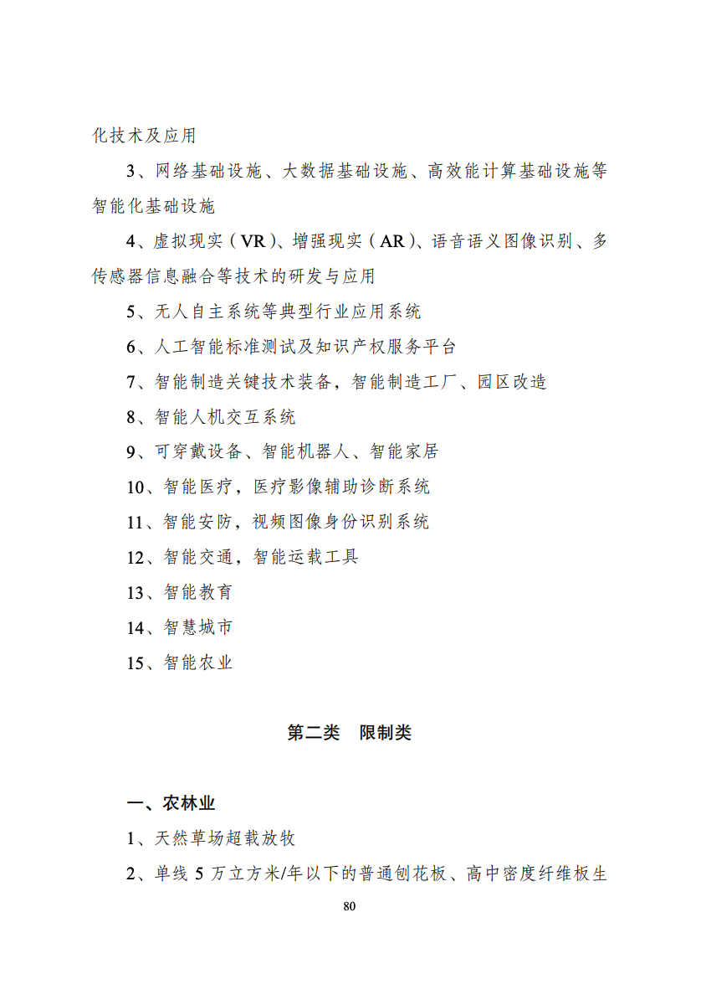 化技术及应用
3、网络基础设施、大数据基础设施、高效能计算基础设施等
智能化基础设施
4、虚拟现实（VR）、增强现实（AR）、语音语义图像识别、多
传感器信息融合等技术的研发与应用
5、无人自主系统等典型行业应用系统
6、人工智能标准测试及知识产权服务平台
7、智能制造关键技术装备，智能制造工厂、园区改造
8、智能人机交互系统
9、可穿戴设备、智能机器人、智能家居
10、智能医疗，医疗影像辅助诊断系统
11、智能安防，视频图像身份识别系统
12、智能交通，智能运载工具
13、智能教育
14、智慧城市
15、智能农业
第二类　限制类
一、农林业
1、天然草场超载放牧
2、单线 5 万立方米/年以下的普通刨花板、高中密度纤维板生
80